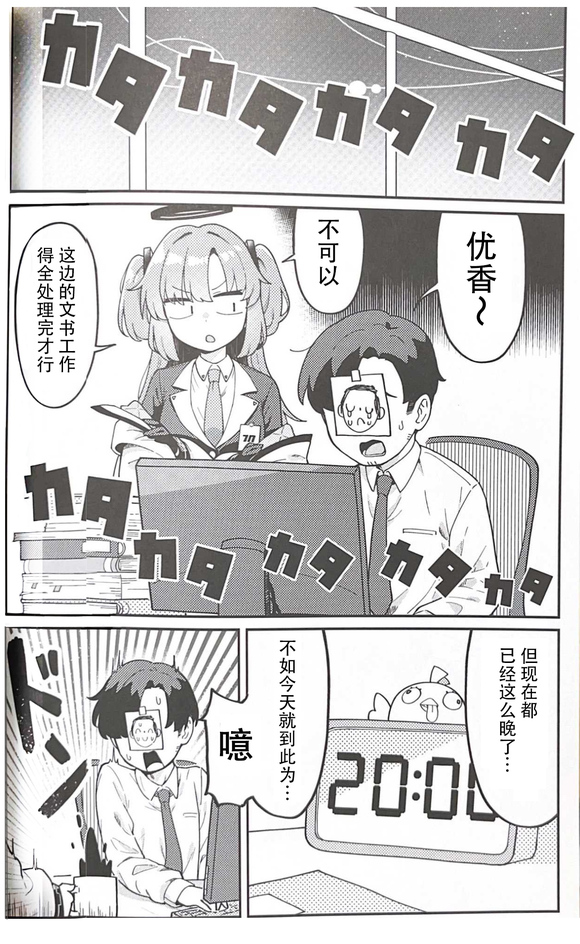 カタカタカタカタ
優香～
不可以
这边的文书工作
得全处理完才行
カタカタカタカタカタ
但现在都
已经这么晚了…
不如今天就到此为…
20:00
噫
ドン